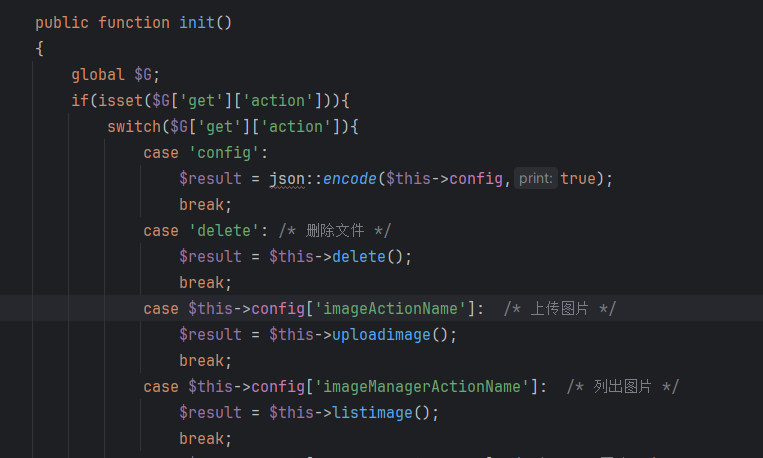 public function init()
{
global $G;
if(isset($G['get']['action'])){
switch($G['get']['action']){
case 'config':
$result = json::encode($this->config, print: true);
break;
case 'delete': /* 删除文件 */
$result = $this->delete();
break;
case $this->config['imageActionName']: /* 上传图片 */
$result = $this->uploadimage();
break;
case $this->config['imageManagerActionName']: /* 列出图片 */
$result = $this->listimage();
break;